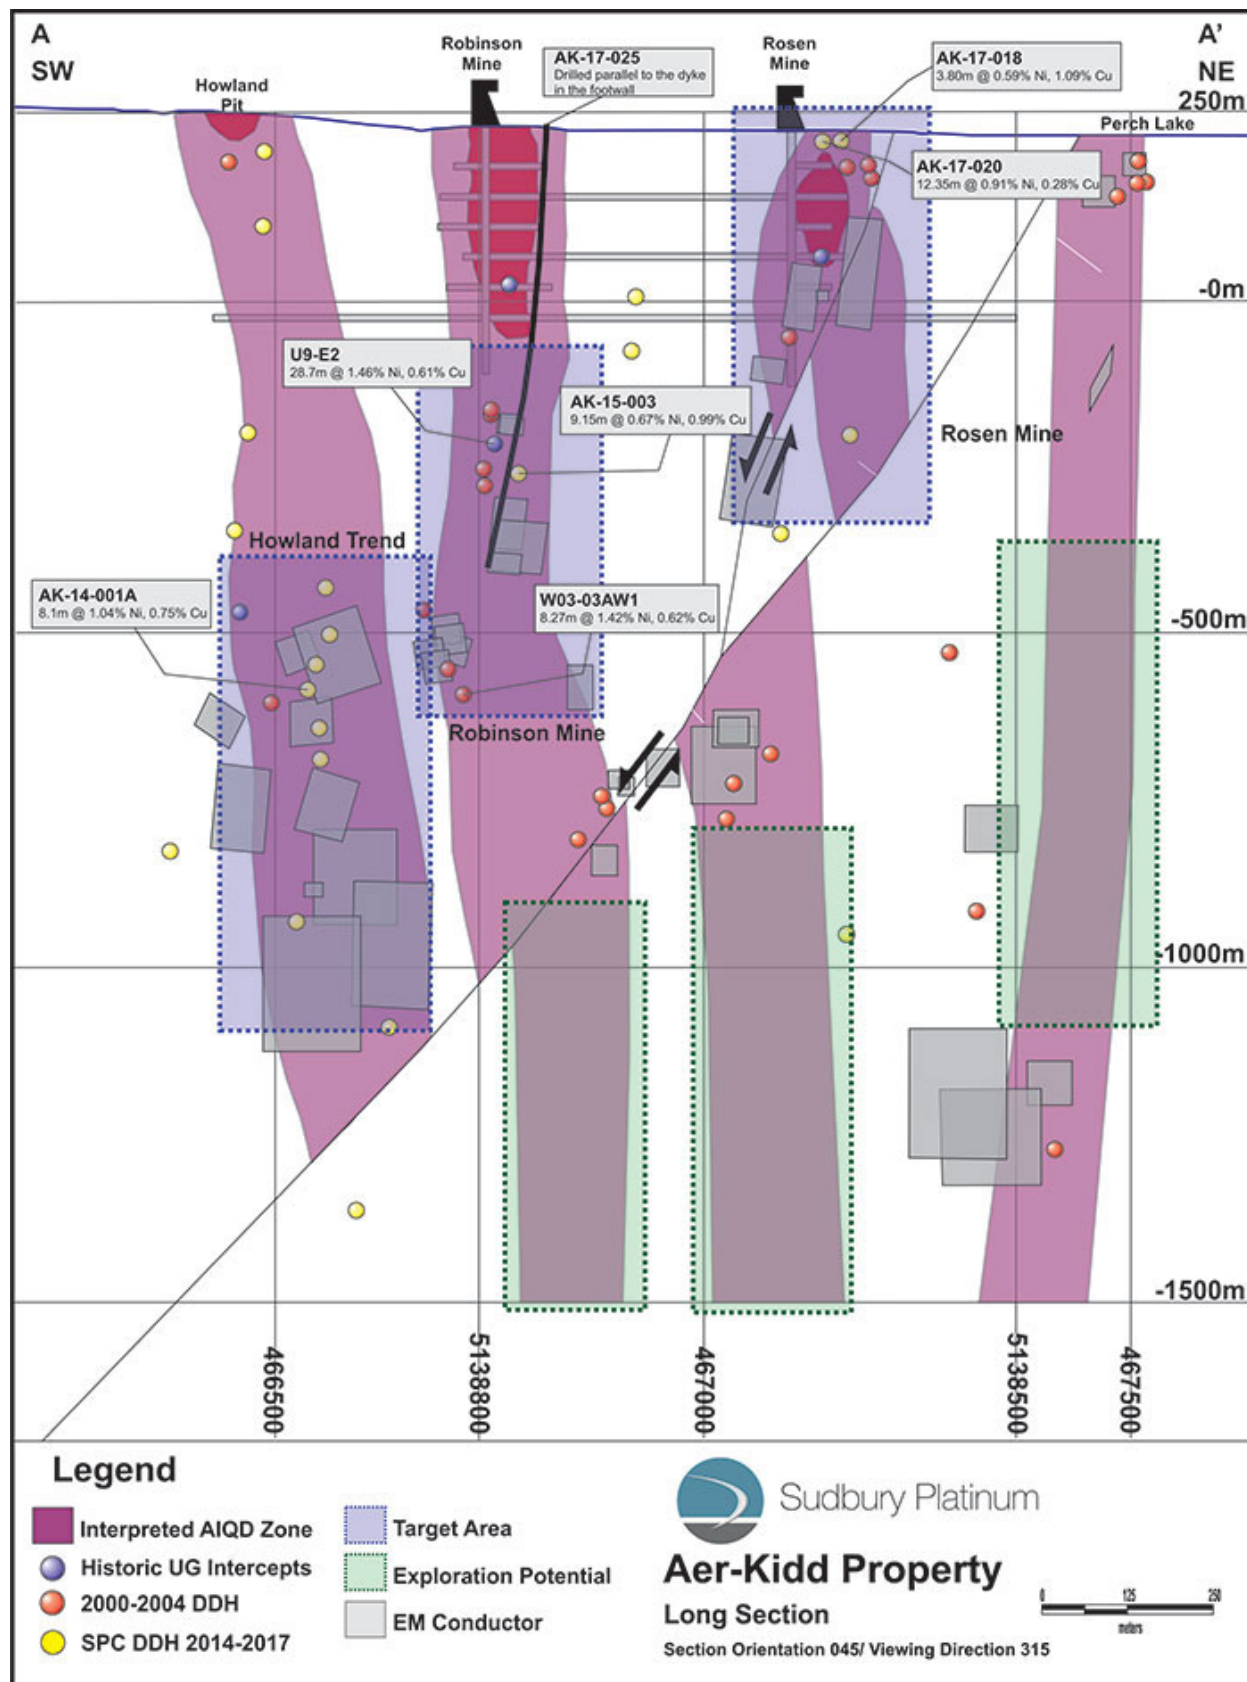 A
SW
A'
NE
Howland
Pit
Robinson
Mine
AK-17-025
Drilled parallel to the dyke
in the footwall
Rosen
Mine
AK-17-018
3.80m @ 0.59% Ni, 1.09% Cu
250m
Perch Lake
AK-17-020
12.35m @ 0.91% Ni, 0.28% Cu
-0m
U9-E2
28.7m @ 1.46% Ni, 0.61% Cu
AK-15-003
9.15m @ 0.67% Ni, 0.99% Cu
Rosen Mine
Howland Trend
AK-14-001A
8.1m @ 1.04% Ni, 0.75% Cu
W03-03AW1
8.27m @ 1.42% Ni, 0.62% Cu
-500m
Robinson Mine
-1000m
-1500m
466500
5138800
467000
5138500
467500
Legend
Interpreted AIQD Zone
Historic UG Intercepts
2000-2004 DDH
SPC DDH 2014-2017
Target Area
Exploration Potential
EM Conductor
Sudbury Platinum
Aer-Kidd Property
Long Section
Section Orientation 045/ Viewing Direction 315
0 125 250
meters